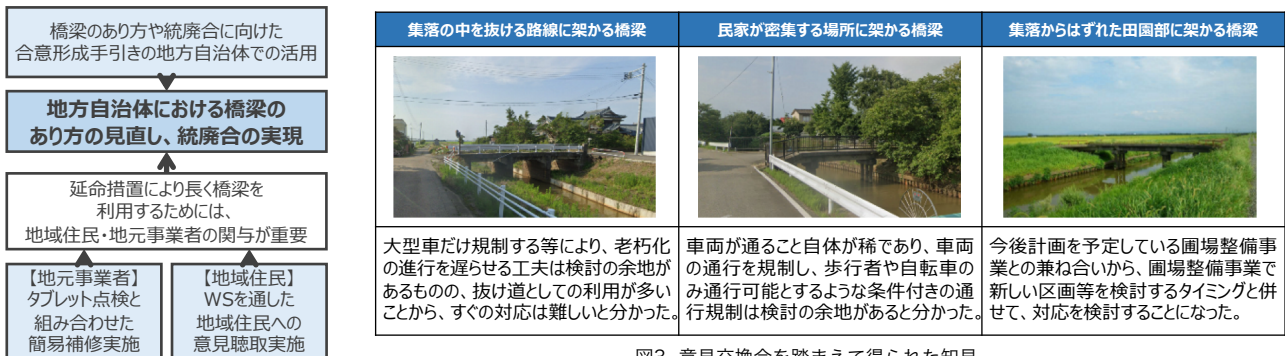 橋梁のあり方や統廃合に向けた
合意形成手引きの地方自治体での活用
地方自治体における橋梁の
あり方の見直し、統廃合の実現
延命措置により長く橋梁を
利用するためには、
地域住民・地元事業者の関与が重要
【地元事業者】
タブレット点検と
組み合わせた
簡易補修実施
【地域住民】
WSを通した
地域住民への
意見聴取実施
集落の中を抜ける路線に架かる橋梁
大型車だけ規制する等により、老朽化
の進行を遅らせる工夫は検討の余地が
あるものの、抜け道としての利用が多い
ことから、すぐの対応は難しいと分かった。
民家が密集する場所に架かる橋梁
車両が通ること自体が稀であり、車両
の通行を規制し、歩行者や自転車の
み通行可能とするような条件付きの通
行規制は検討の余地があると分かった。
集落からはずれた田園部に架かる橋梁
今後計画を予定している圃場整備事
業との兼ね合いから、圃場整備事業で
新しい区画等を検討するタイミングと併
せて、対応を検討することになった。